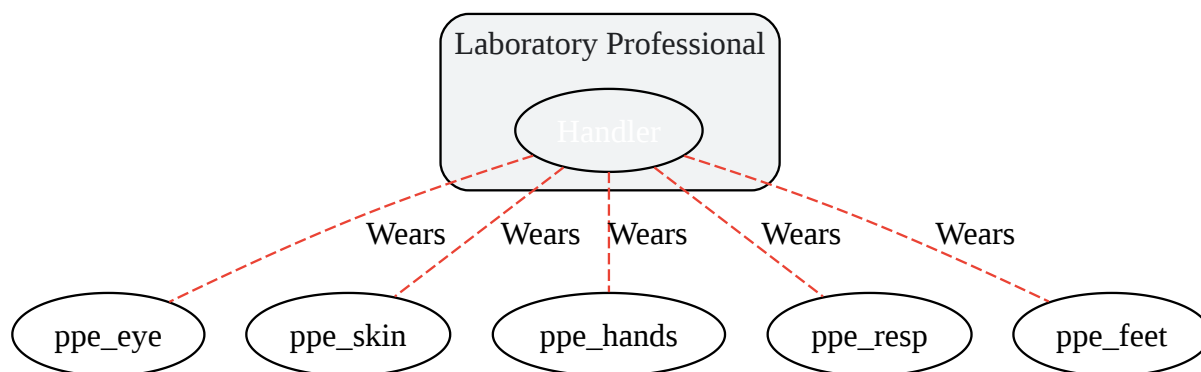 Laboratory Professional
Handler
Wears Wears Wears Wears Wears
ppe_eye ppe_skin ppe_hands ppe_resp ppe_feet